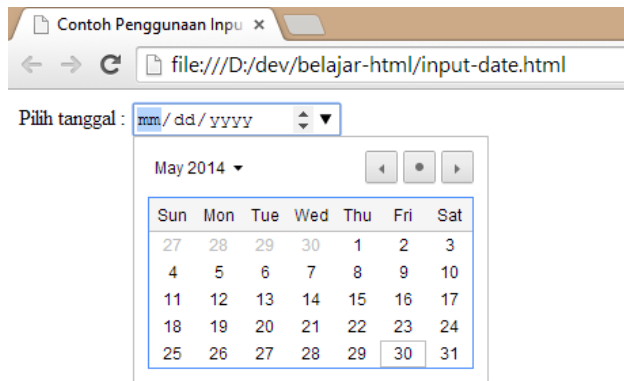 Contoh Penggunaan Inpu ×
file:///D:/dev/belajar-html/input-date.html
Pilih tanggal : mm/dd/yyyy
May 2014
Sun Mon Tue Wed Thu Fri Sat
27 28 29 30 1 2 3
4 5 6 7 8 9 10
11 12 13 14 15 16 17
18 19 20 21 22 23 24
25 26 27 28 29 30 31